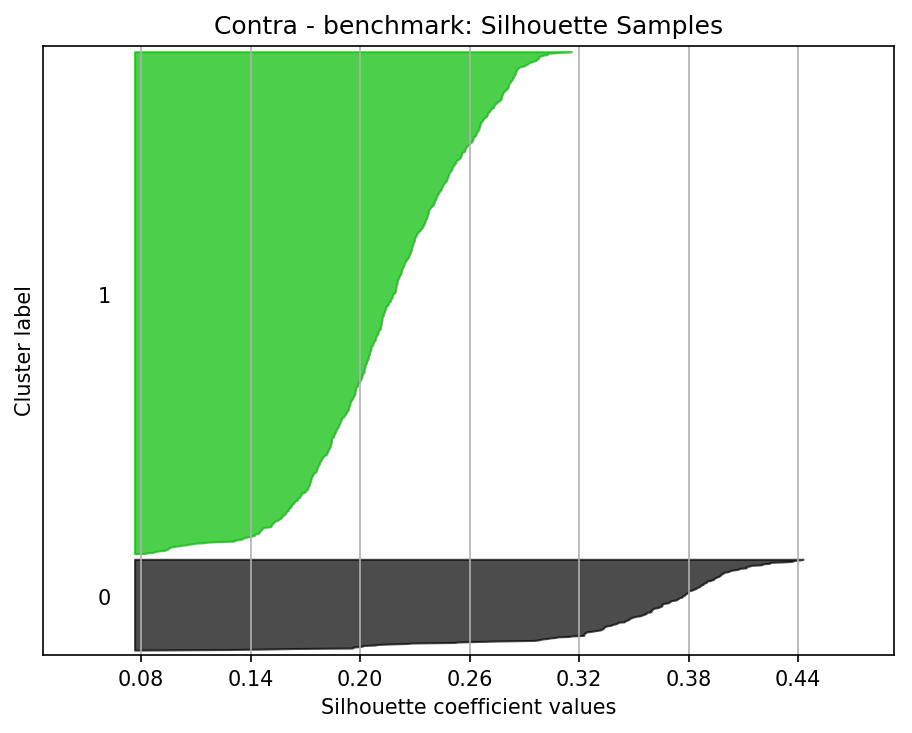 Contra - benchmark: Silhouette Samples
Cluster label
1
0
0.08 0.14 0.20 0.26 0.32 0.38 0.44
Silhouette coefficient values